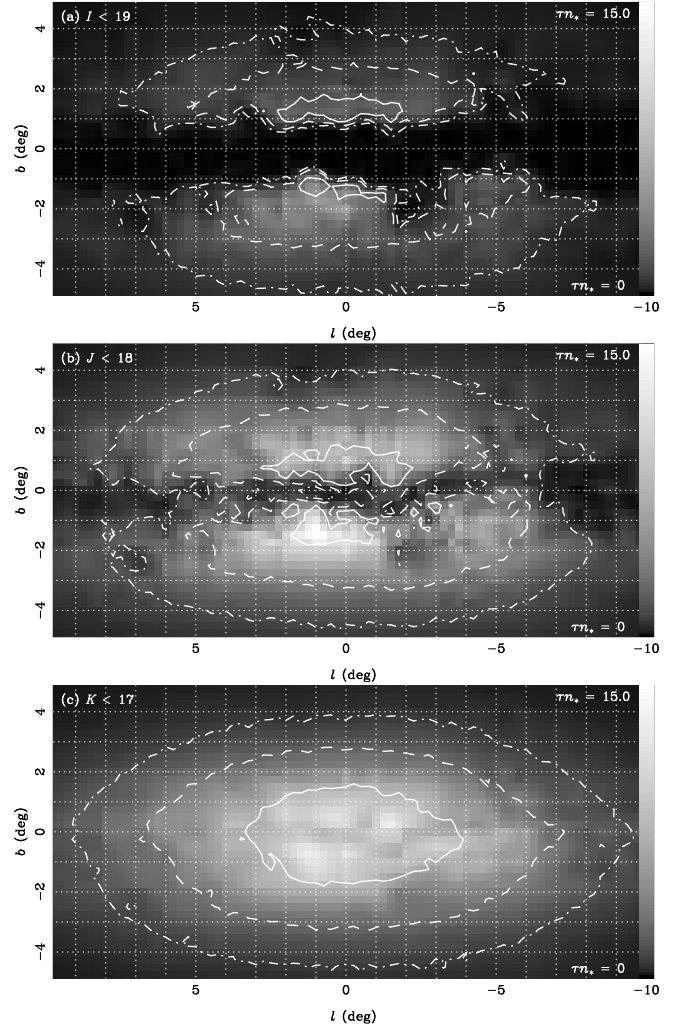 (a) I < 19
τn* = 15.0
4
2
0
−2
−4
b (deg)
τn* = 0
5
0
−5
−10
l (deg)
(b) J < 18
τn* = 15.0
4
2
0
−2
−4
b (deg)
τn* = 0
5
0
−5
−10
l (deg)
(c) K < 17
τn* = 15.0
4
2
0
−2
−4
b (deg)
τn* = 0
5
0
−5
−10
l (deg)